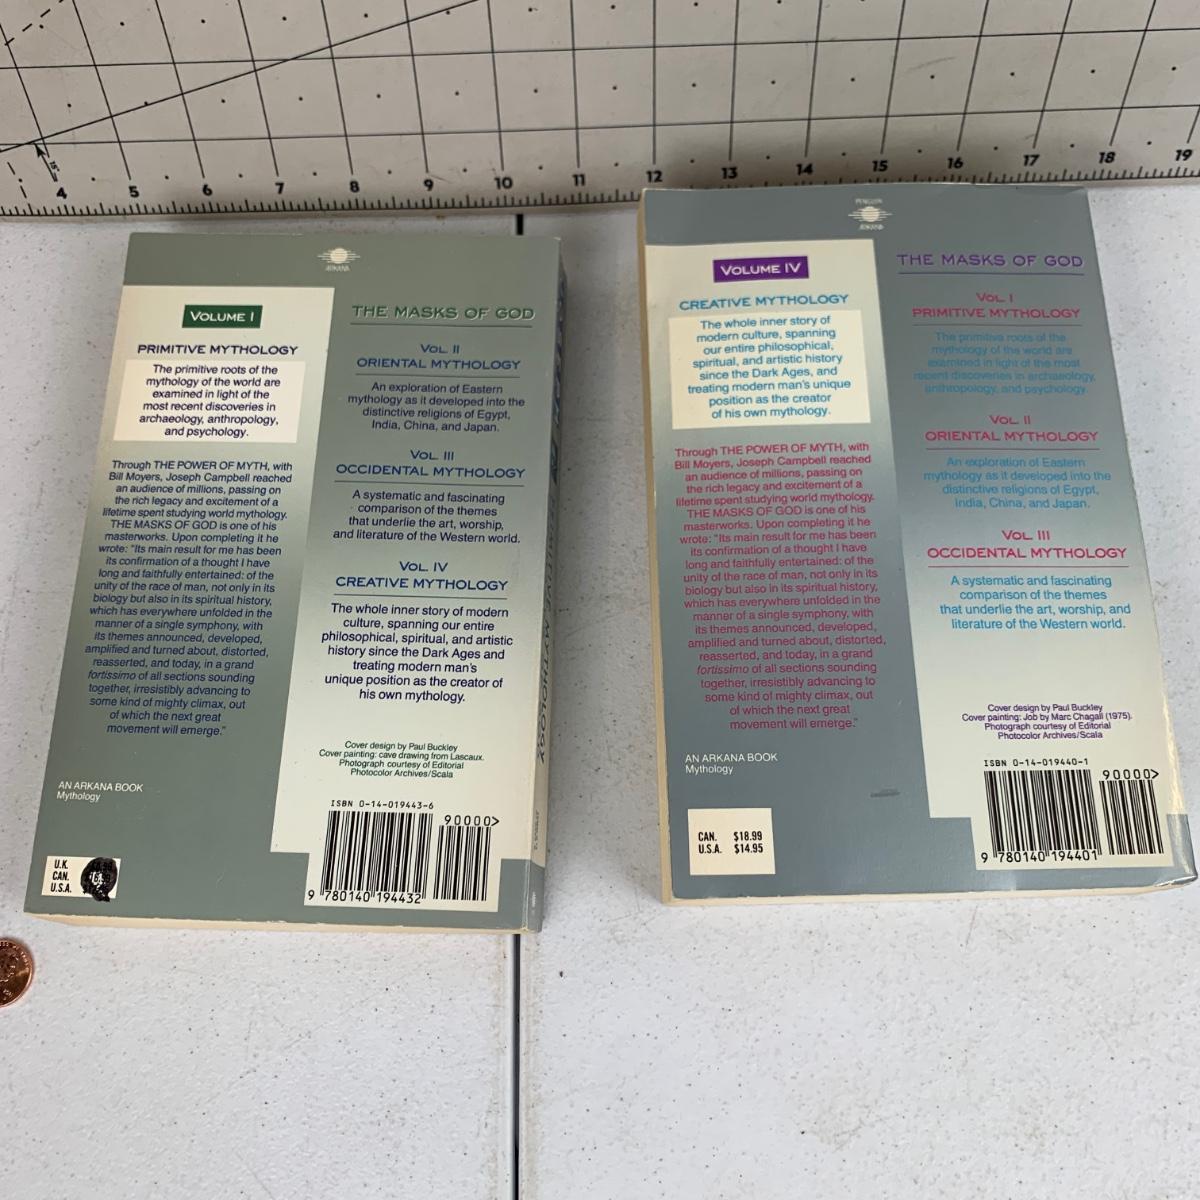 15°
4 5 6 7 8 9 10 11 12 13 14 15 16 17 18 19
ARKANA
VOLUME I
PRIMITIVE MYTHOLOGY
The primitive roots of the
mythology of the world are
examined in light of the
most recent discoveries in
archaeology, anthropology,
and psychology.
Through THE POWER OF MYTH, with
Bill Moyers, Joseph Campbell reached
an audience of millions, passing on
the rich legacy and excitement of a
lifetime spent studying world mythology.
THE MASKS OF GOD is one of his
masterworks. Upon completing it he
wrote: "Its main result for me has been
its confirmation of a thought I have
long and faithfully entertained: of the
unity of the race of man, not only in its
biology but also in its spiritual history,
which has everywhere unfolded in the
manner of a single symphony, with
its themes announced, developed,
amplified and turned about, distorted,
reasserted, and today, in a grand
fortissimo of all sections sounding
together, irresistibly advancing to
some kind of mighty climax, out
of which the next great
movement will emerge."
AN ARKANA BOOK
Mythology
U.K.
CAN.
U.S.A.
THE MASKS OF GOD
VOL. II
ORIENTAL MYTHOLOGY
An exploration of Eastern
mythology as it developed into the
distinctive religions of Egypt,
India, China, and Japan.
VOL. III
OCCIDENTAL MYTHOLOGY
A systematic and fascinating
comparison of the themes
that underlie the art, worship,
and literature of the Western world.
VOL. IV
CREATIVE MYTHOLOGY
The whole inner story of modern
culture, spanning our entire
philosophical, spiritual, and artistic
history since the Dark Ages and
treating modern man's
unique position as the creator of
his own mythology.
Cover design by Paul Buckley
Cover painting: cave drawing from Lascaux.
Photograph courtesy of Editorial
Photocolor Archives/Scala
ISBN 0-14-019443-6
90000>
9 780140 194432
PENGUIN
ARKANA
VOLUME IV
CREATIVE MYTHOLOGY
The whole inner story of
modern culture, spanning
our entire philosophical,
spiritual, and artistic history
since the Dark Ages, and
treating modern man's unique
position as the creator
of his own mythology.
Through THE POWER OF MYTH, with
Bill Moyers, Joseph Campbell reached
an audience of millions, passing on
the rich legacy and excitement of a
lifetime spent studying world mythology.
THE MASKS OF GOD is one of his
masterworks. Upon completing it he
wrote: "Its main result for me has been
its confirmation of a thought I have
long and faithfully entertained: of the
unity of the race of man, not only in its
biology but also in its spiritual history,
which has everywhere unfolded in the
manner of a single symphony, with
its themes announced, developed,
amplified and turned about, distorted,
reasserted, and today, in a grand
fortissimo of all sections sounding
together, irresistibly advancing to
some kind of mighty climax, out
of which the next great
movement will emerge."
AN ARKANA BOOK
Mythology
CAN. $18.99
U.S.A. $14.95
THE MASKS OF GOD
VOL. I
PRIMITIVE MYTHOLOGY
The primitive roots of the
mythology of the world are
examined in light of the most
recent discoveries in archaeology,
anthropology, and psychology.
VOL. II
ORIENTAL MYTHOLOGY
An exploration of Eastern
mythology as it developed into the
distinctive religions of Egypt,
India, China, and Japan.
VOL. III
OCCIDENTAL MYTHOLOGY
A systematic and fascinating
comparison of the themes
that underlie the art, worship, and
literature of the Western world.
Cover design by Paul Buckley
Cover painting: Job by Marc Chagall (1975).
Photograph courtesy of Editorial
Photocolor Archives/Scala
ISBN 0-14-019440-1
90000>
9 780140 194401